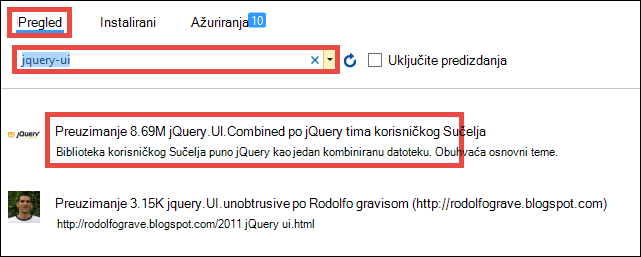 Pregled Instalirani Ažuriranja 10
jquery-ui Uključite predizdanja
jQuery Preuzimanje 8.69M jQuery.UI.Combined po jQuery tima korisničkog Sučelja
Biblioteka korisničkog Sučelja puno jQuery kao jedan kombiniranu datoteku. Obuhvaća osnovni teme.
Preuzimanje 3.15K jquery.UI.unobtrusive po Rodolfo gravisom (http://rodolfograve.blogspot.com)
http://rodolfograve.blogspot.com/2011 jQuery ui.html